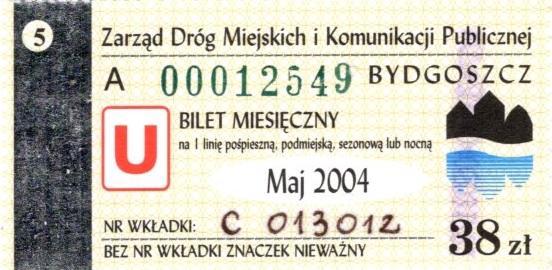 5
Zarząd Dróg Miejskich i Komunikacji Publicznej
A 00012549 BYDGOSZCZ
U
BILET MIESIĘCZNY
na I linię pośpieszną, podmiejską, sezonową lub nocną
Maj 2004
NR WKŁADKI: C 013012
38 zł
BEZ NR WKŁADKI ZNACZEK NIEWAŻNY